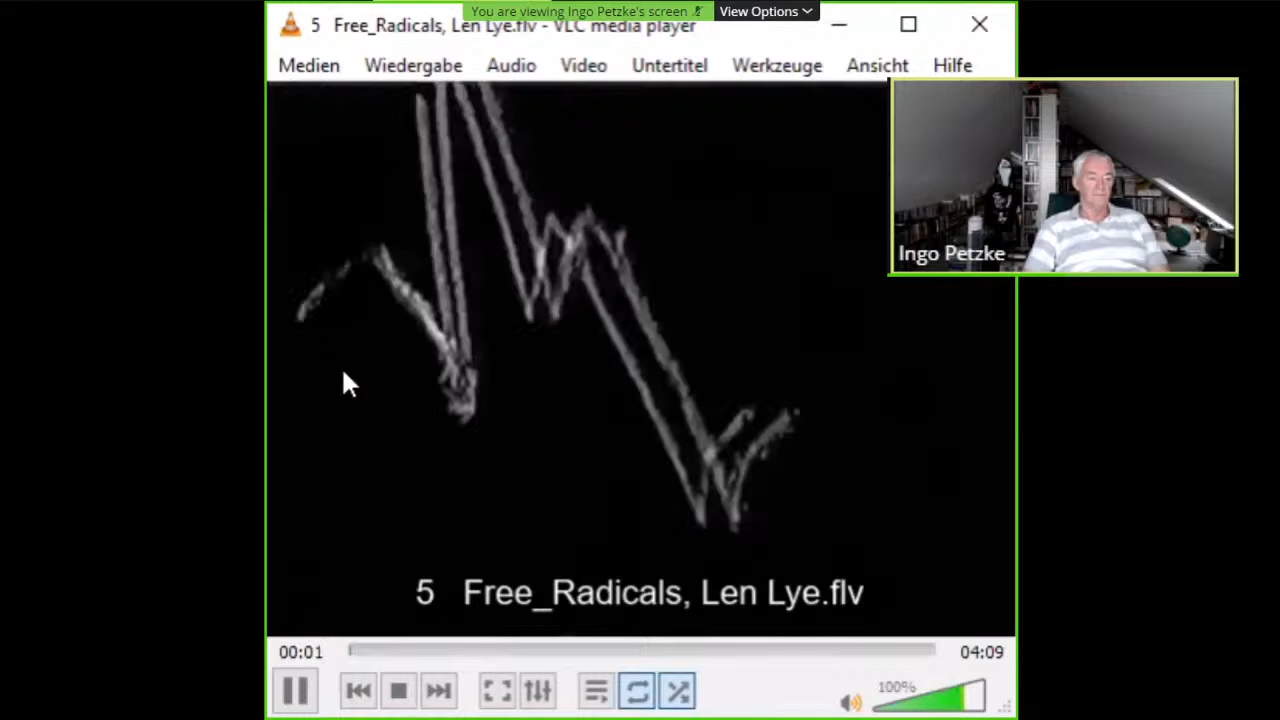 You are viewing Ingo Petzke's screen
View Options
5 Free_Radicals, Len Lye.flv - VLC media player
Medien Wiedergabe Audio Video Untertitel Werkzeuge Ansicht Hilfe
Ingo Petzke
5 Free_Radicals, Len Lye.flv
00:01
04:09
100%